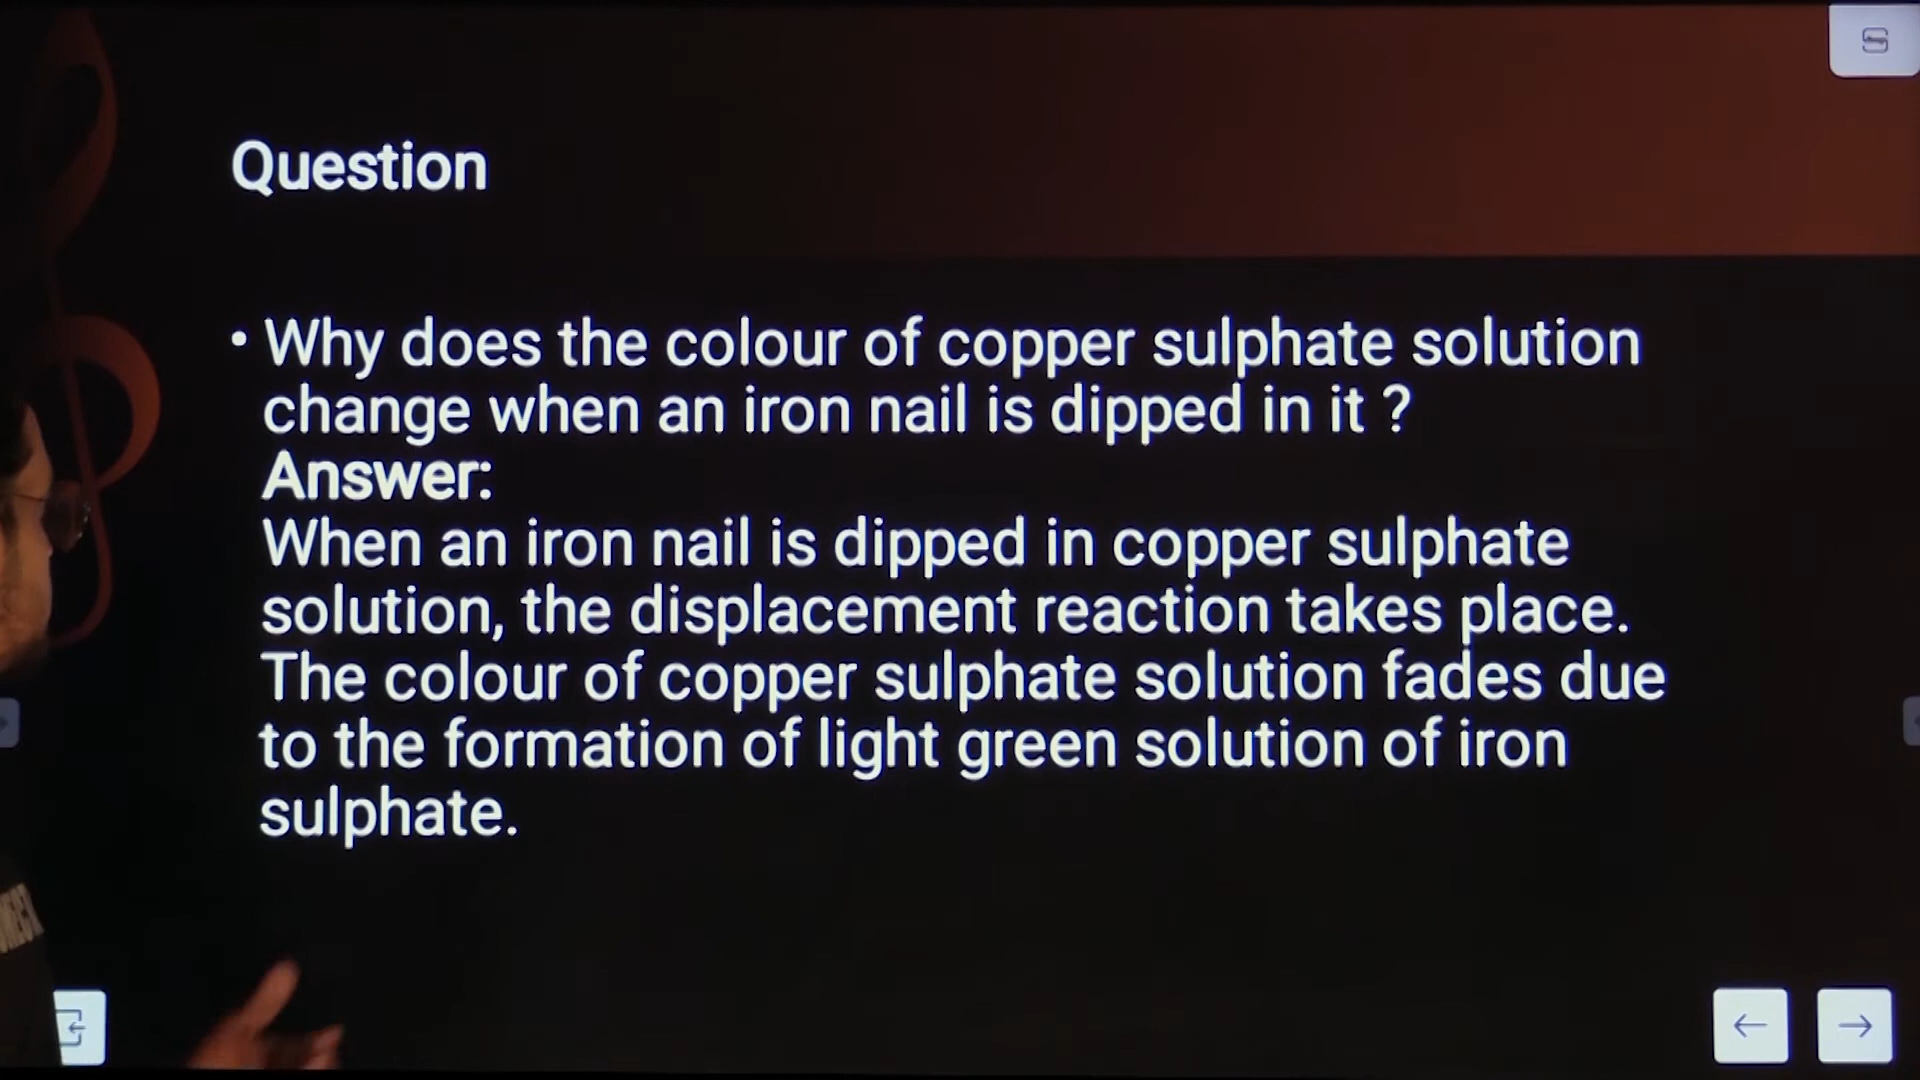 Question
• Why does the colour of copper sulphate solution
change when an iron nail is dipped in it ?
Answer:
When an iron nail is dipped in copper sulphate
solution, the displacement reaction takes place.
The colour of copper sulphate solution fades due
to the formation of light green solution of iron
sulphate.